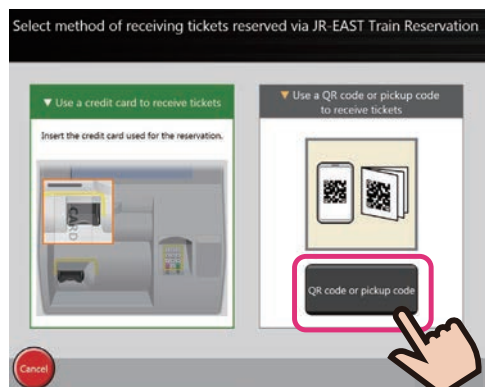 Select method of receiving tickets reserved via JR-EAST Train Reservation
▼ Use a credit card to receive tickets
Insert the credit card used for the reservation.
CARD
▼ Use a QR code or pickup code
to receive tickets
QR code or pickup code
Cancel